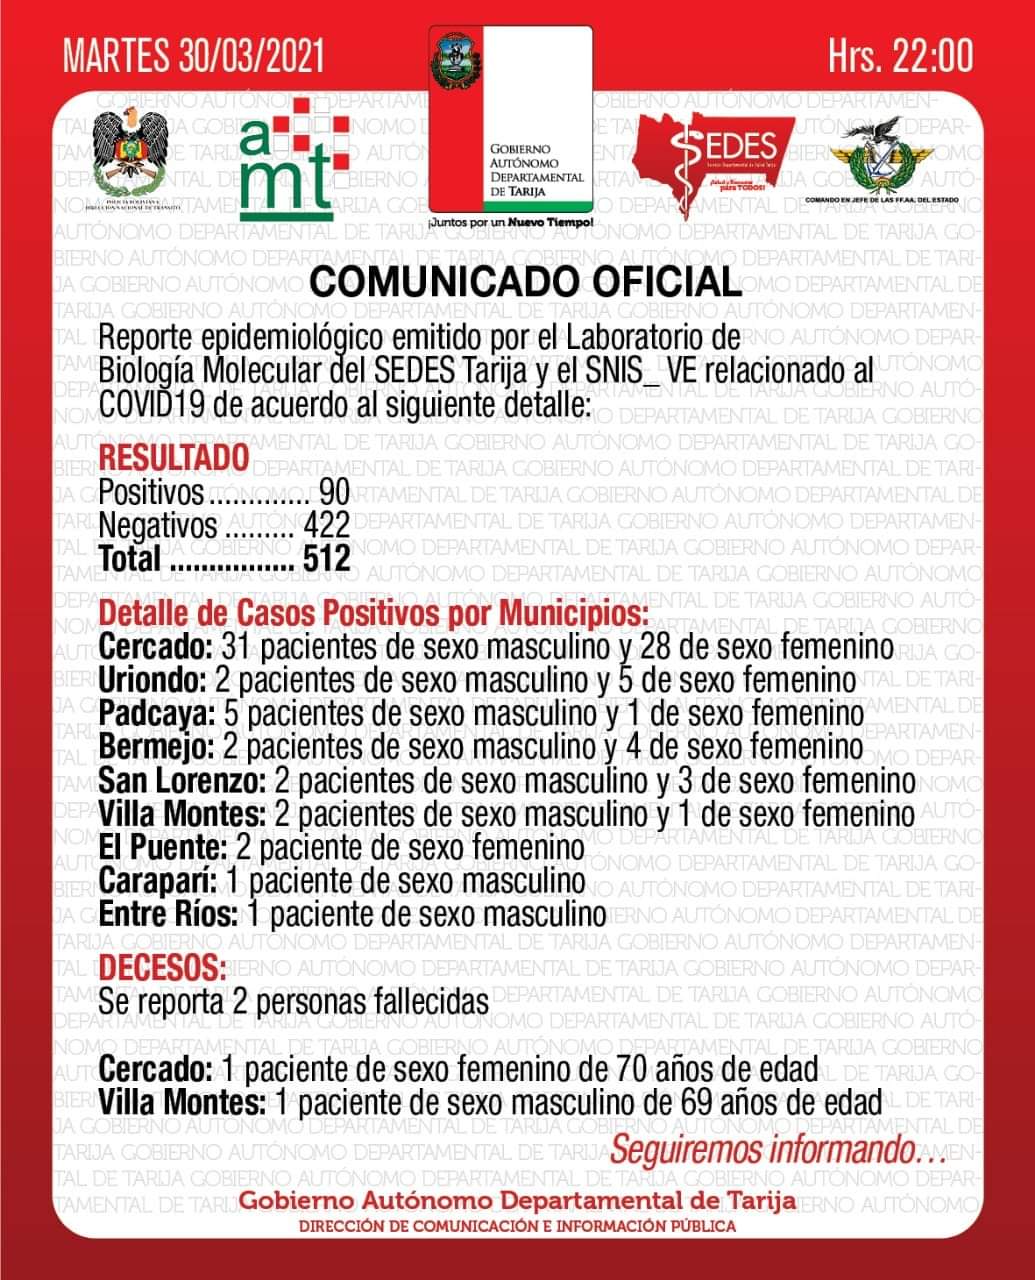 MARTES 30/03/2021
Hrs. 22:00
POLICÍA BOLIVIANA
DIRECCIÓN NACIONAL DE TRÁNSITO
a
mt
GOBIERNO
AUTÓNOMO
DEPARTAMENTAL
DE TARIJA
¡Juntos por un Nuevo Tiempo!
SEDES
Servicio Departamental de Salud Tarija
para TODOS!
COMANDO EN JEFE DE LAS FF.AA. DEL ESTADO
COMUNICADO OFICIAL
Reporte epidemiológico emitido por el Laboratorio de
Biología Molecular del SEDES Tarija y el SNIS_ VE relacionado al
COVID19 de acuerdo al siguiente detalle:
RESULTADO
Positivos ............. 90
Negativos ......... 422
Total ................. 512
Detalle de Casos Positivos por Municipios:
Cercado: 31 pacientes de sexo masculino y 28 de sexo femenino
Uriondo: 2 pacientes de sexo masculino y 5 de sexo femenino
Padcaya: 5 pacientes de sexo masculino y 1 de sexo femenino
Bermejo: 2 pacientes de sexo masculino y 4 de sexo femenino
San Lorenzo: 2 pacientes de sexo masculino y 3 de sexo femenino
Villa Montes: 2 pacientes de sexo masculino y 1 de sexo femenino
El Puente: 2 paciente de sexo femenino
Caraparí: 1 paciente de sexo masculino
Entre Ríos: 1 paciente de sexo masculino
DECESOS:
Se reporta 2 personas fallecidas
Cercado: 1 paciente de sexo femenino de 70 años de edad
Villa Montes: 1 paciente de sexo masculino de 69 años de edad
Seguiremos informando...
Gobierno Autónomo Departamental de Tarija
DIRECCIÓN DE COMUNICACIÓN E INFORMACIÓN PÚBLICA